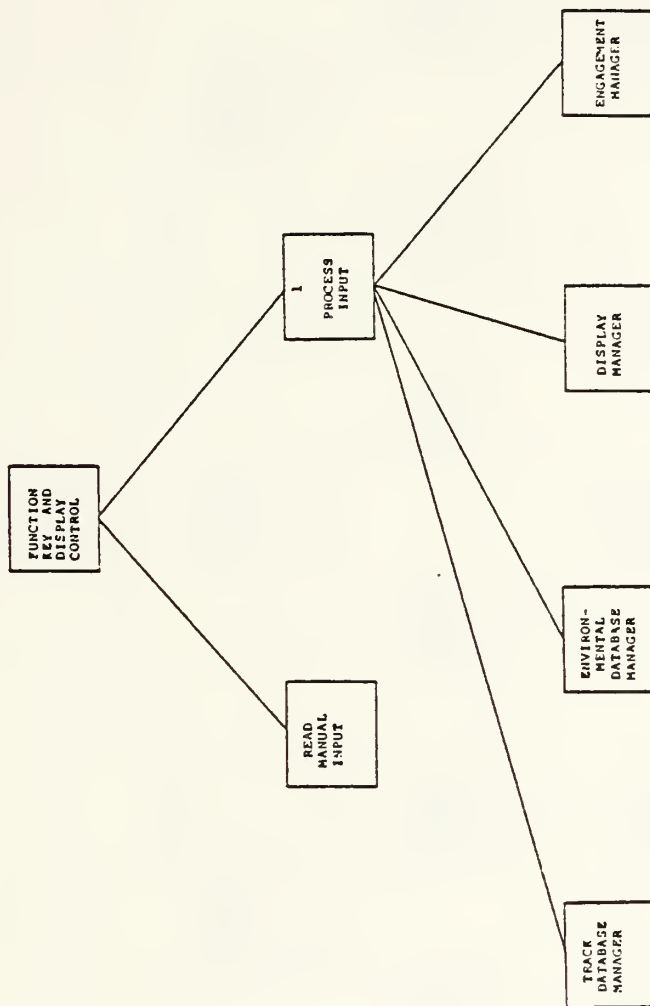 FUNCTION
KEY AND
DISPLAY
CONTROL
READ
MANUAL
INPUT
1
PROCESS
INPUT
TRACK
DATABASE
MANAGER
ENVIRON-
MENTAL
DATABASE
MANAGER
DISPLAY
MANAGER
ENGAGEMENT
MANAGER